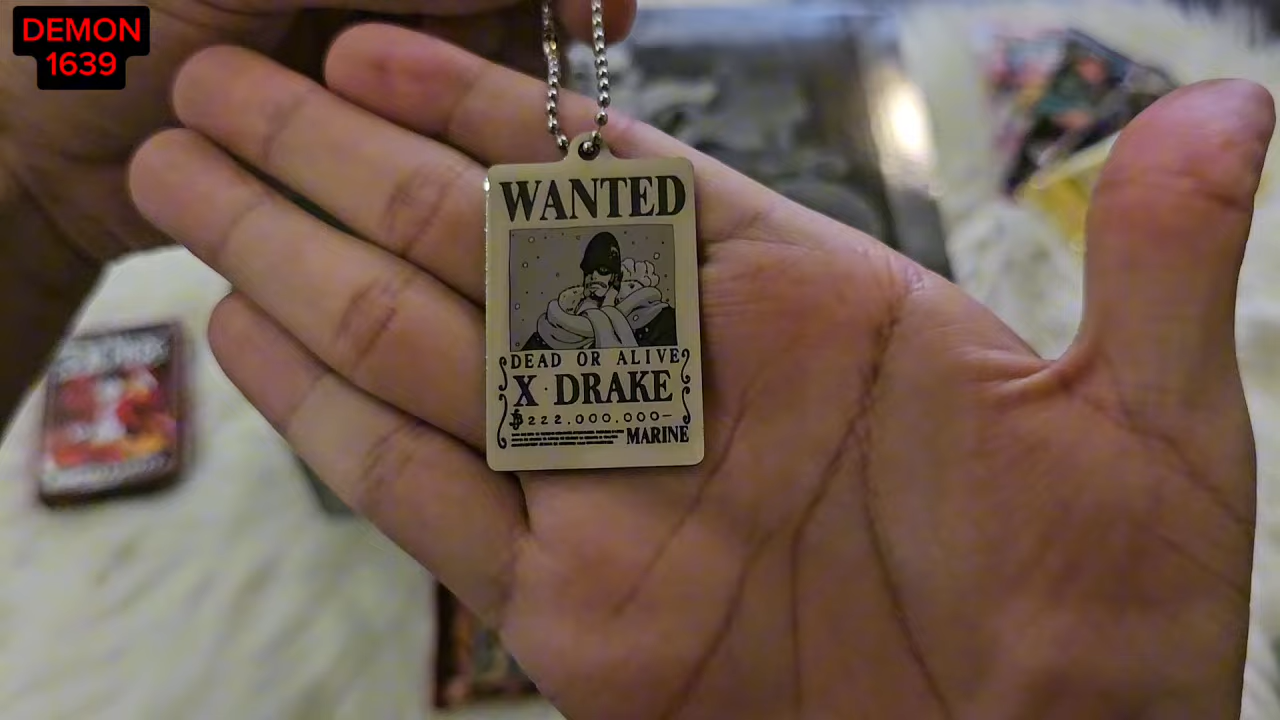 DEMON
1639
WANTED
DEAD OR ALIVE
X·DRAKE
฿222,000,000–
MARINE